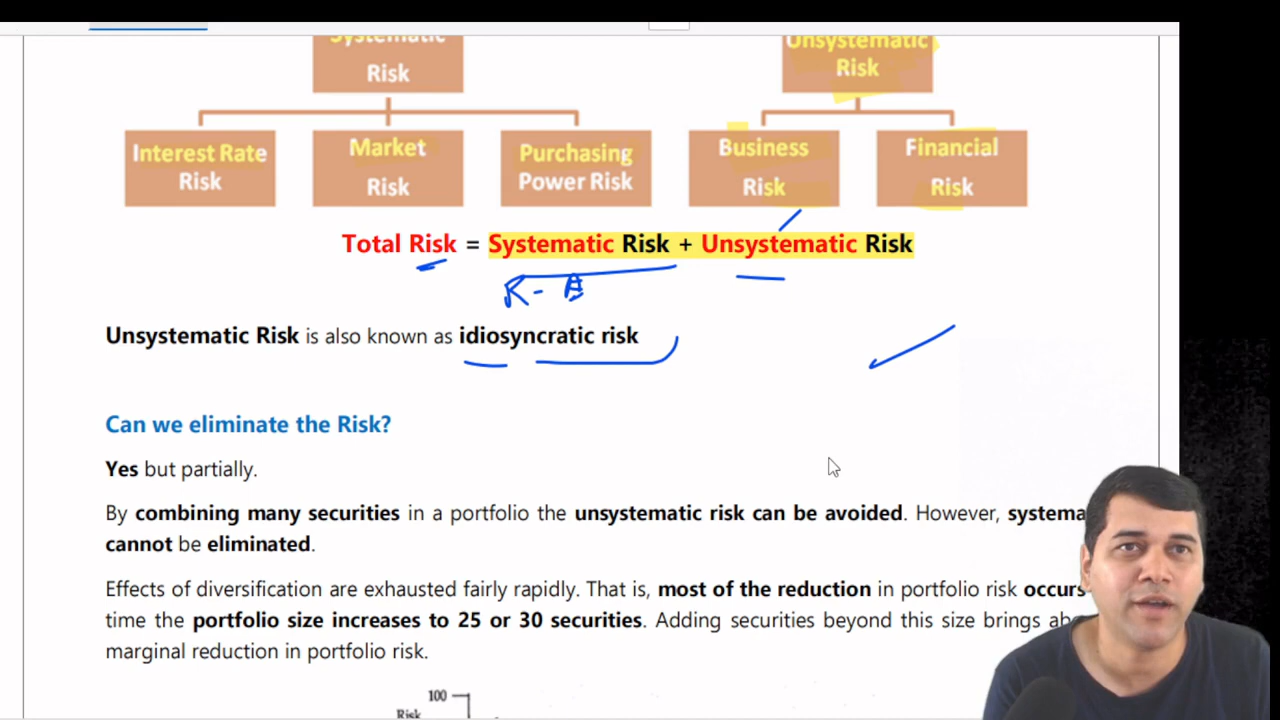 Systematic
Risk
Unsystematic
Risk
Interest Rate
Risk
Market
Risk
Purchasing
Power Risk
Business
Risk
Financial
Risk
Total Risk = Systematic Risk + Unsystematic Risk
Unsystematic Risk is also known as idiosyncratic risk
Can we eliminate the Risk?
Yes but partially.
By combining many securities in a portfolio the unsystematic risk can be avoided. However, systema
cannot be eliminated.
Effects of diversification are exhausted fairly rapidly. That is, most of the reduction in portfolio risk occurs
time the portfolio size increases to 25 or 30 securities. Adding securities beyond this size brings abo
marginal reduction in portfolio risk.
100
Risk